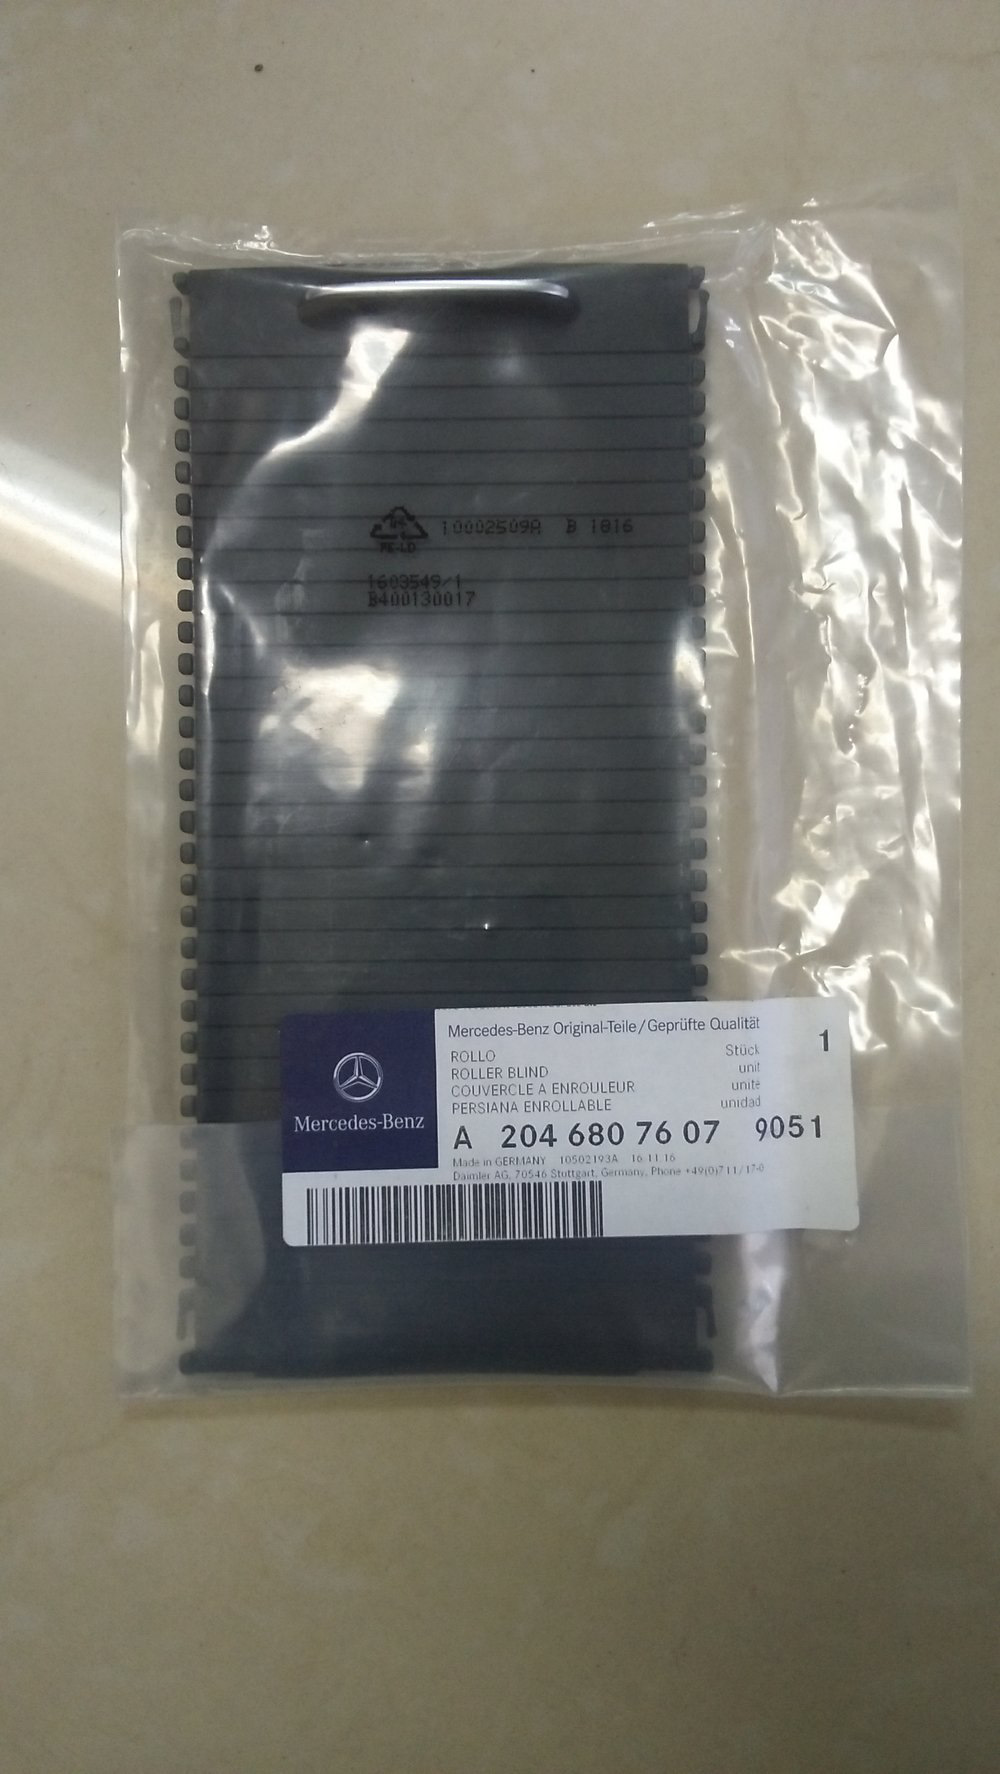 10002509A B 1816
PE-LD
1603549/1
B400130017
Mercedes-Benz
Mercedes-Benz Original-Teile/Geprüfte Qualität
ROLLO Stück 1
ROLLER BLIND unit
COUVERCLE A ENROULEUR unité
PERSIANA ENROLLABLE unidad
A 204 680 76 07 9051
Made in GERMANY 10502193A 16.11.16
Daimler AG, 70546 Stuttgart, Germany, Phone +49(0)711/17-0